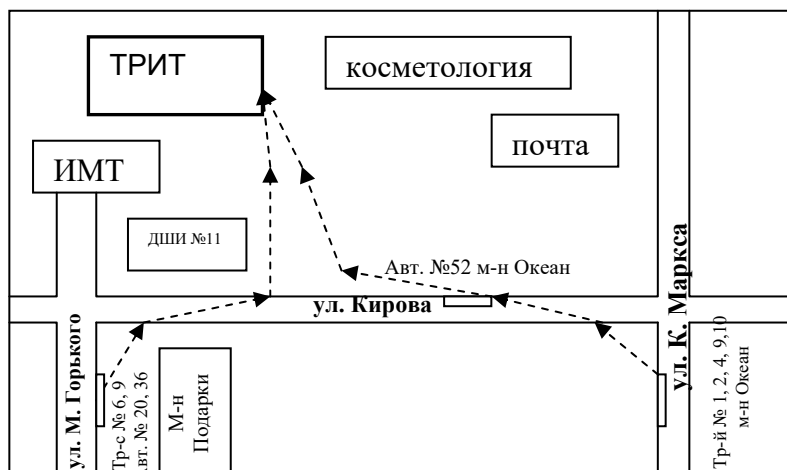 ТРИТ
косметология
почта
ИМТ
ДШИ №11
Авт. №52 м-н Океан
ул. Кирова
ул. К. Маркса
ул. М. Горького
Тр-с № 6, 9
Авт. № 20, 36
М-н
Подарки
Тр-й № 1, 2, 4, 9,10
м-н Океан